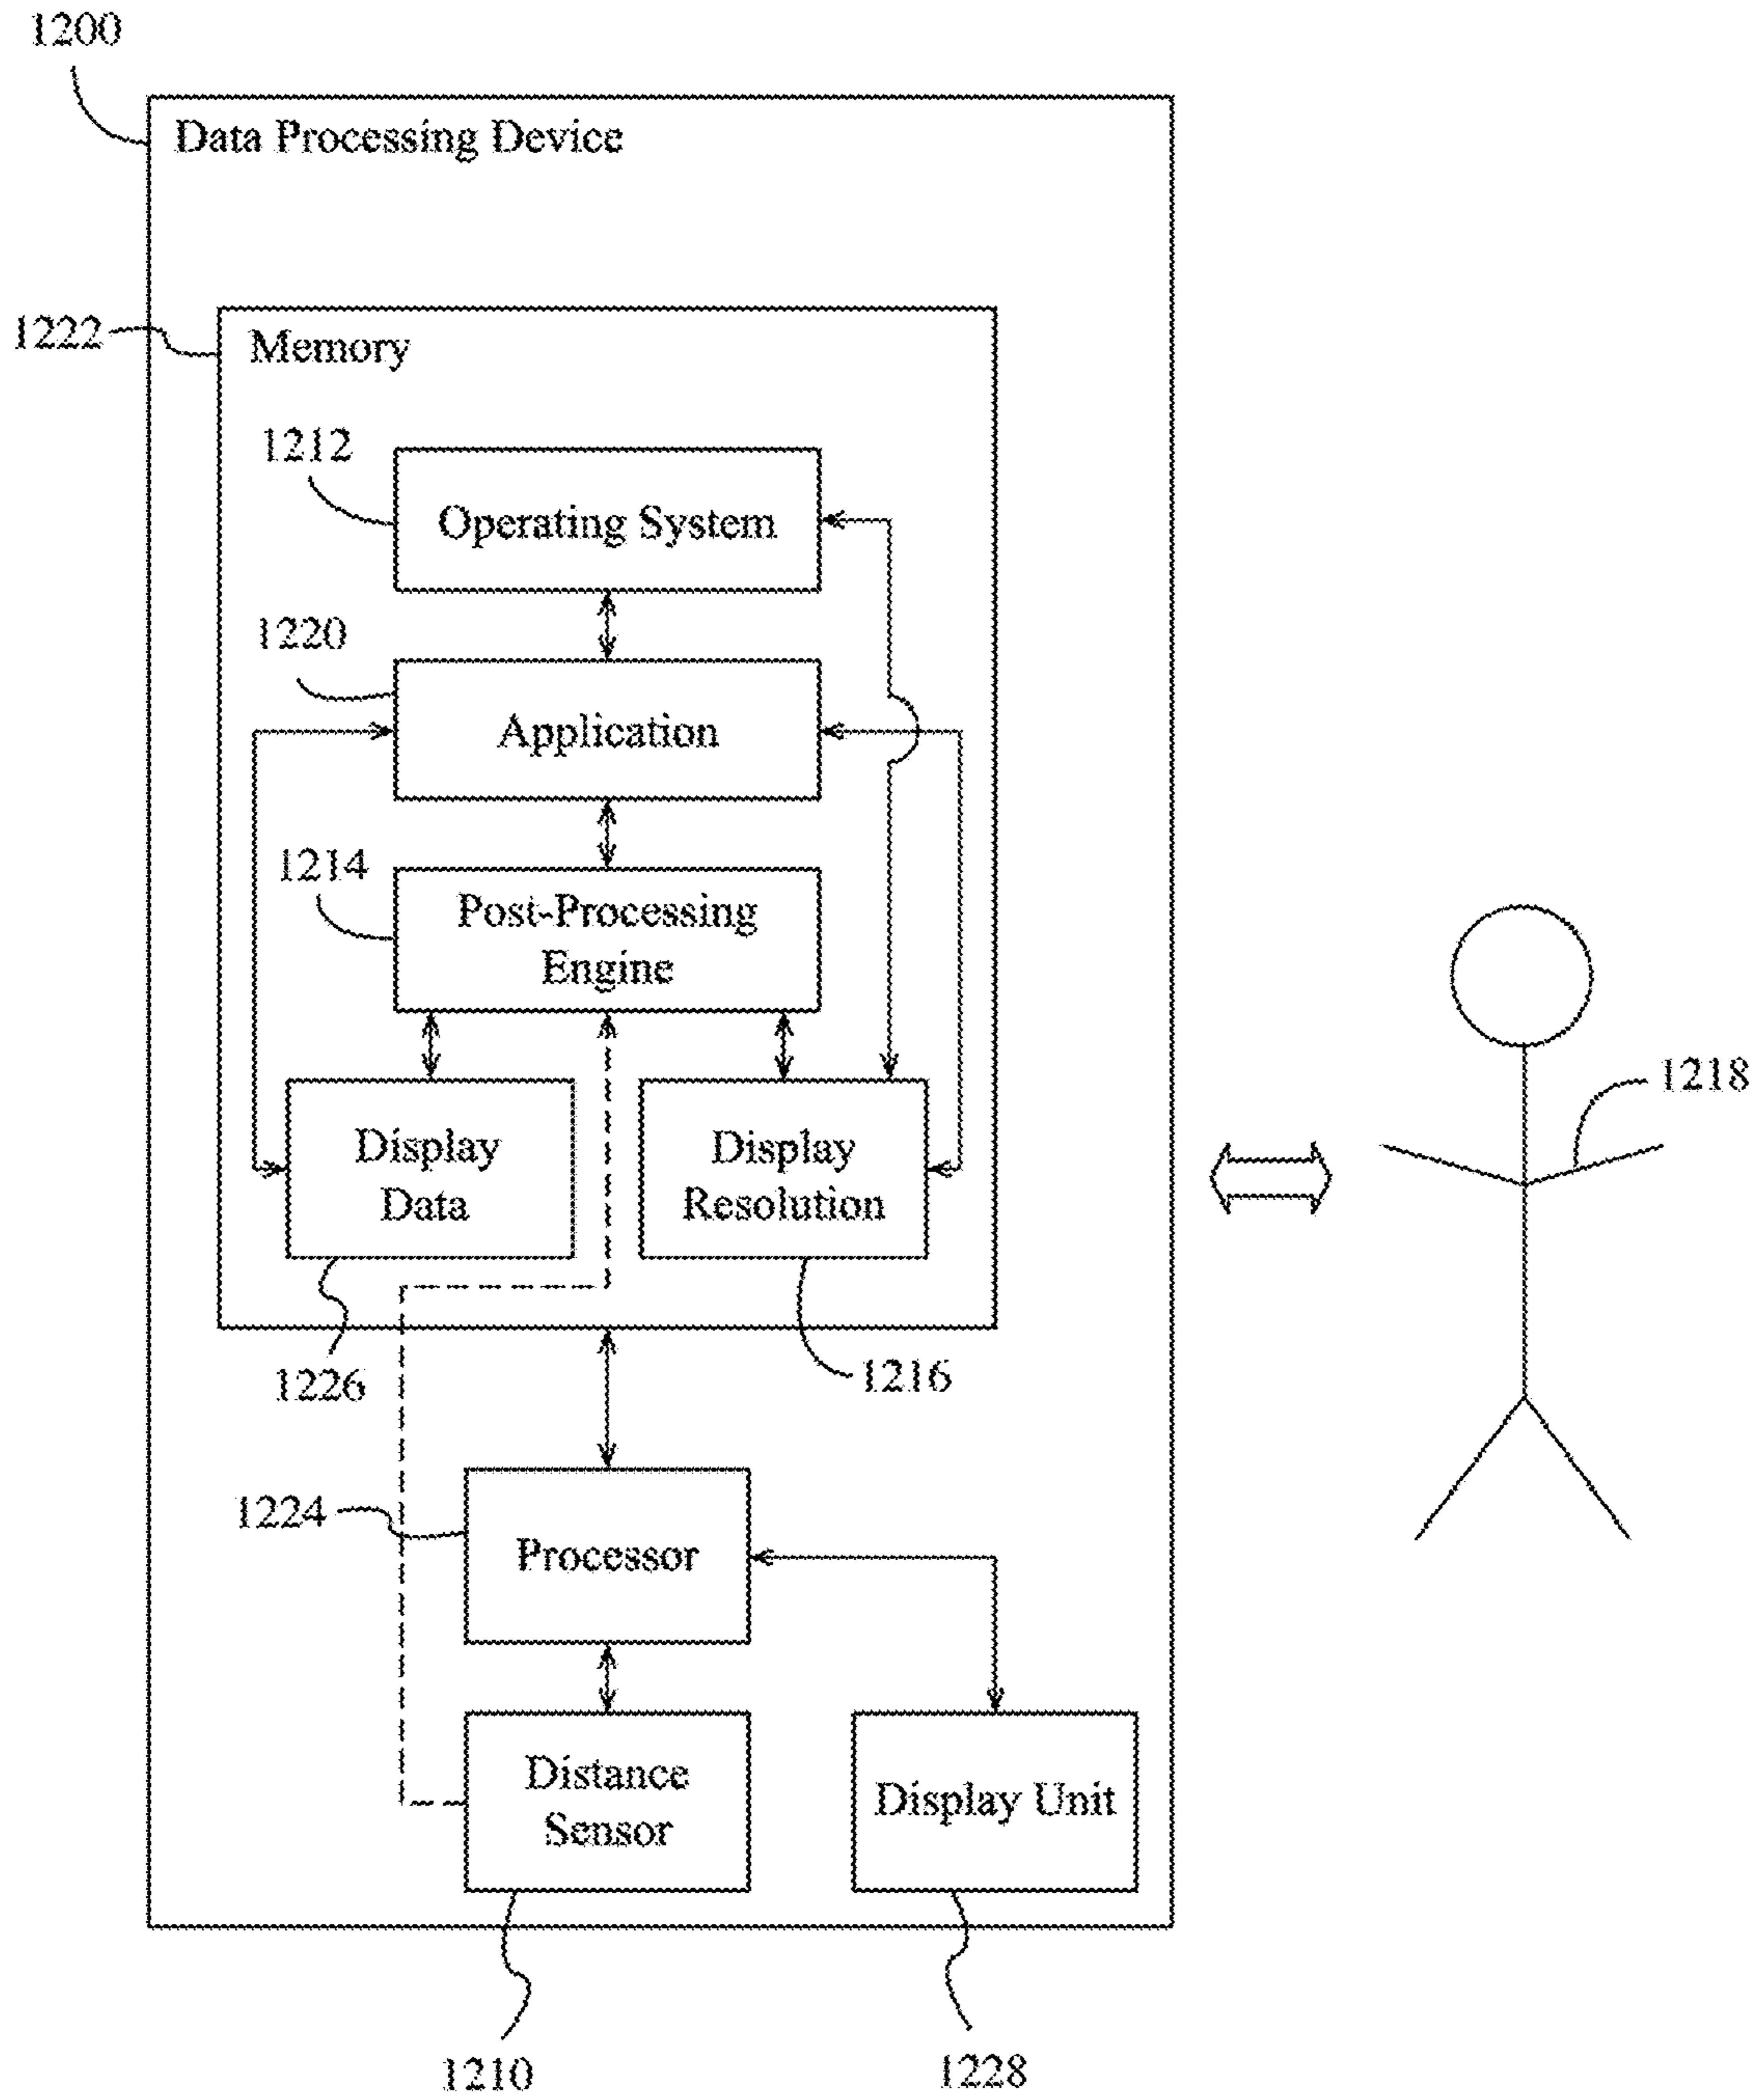 1200
Data Processing Device
1222
Memory
1212
Operating System
1220
Application
1214
Post-Processing
Engine
1218
Display
Data
Display
Resolution
1226
1216
1224
Processor
Distance
Sensor
Display Unit
1210
1228